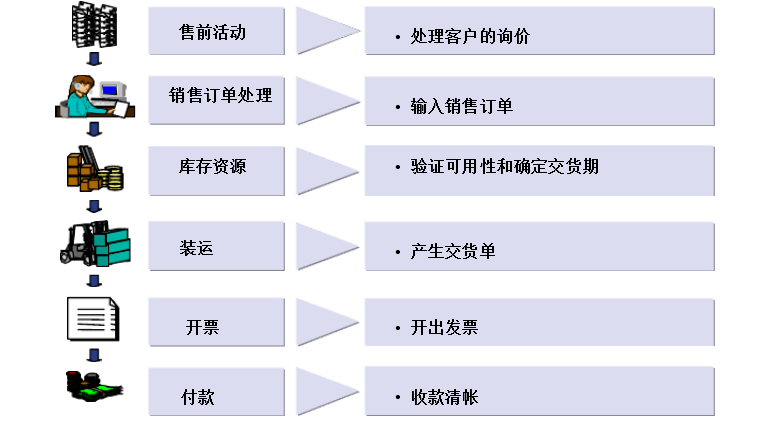 售前活动
• 处理客户的询价
销售订单处理
• 输入销售订单
库存资源
• 验证可用性和确定交货期
装运
• 产生交货单
开票
• 开出发票
付款
• 收款清帐